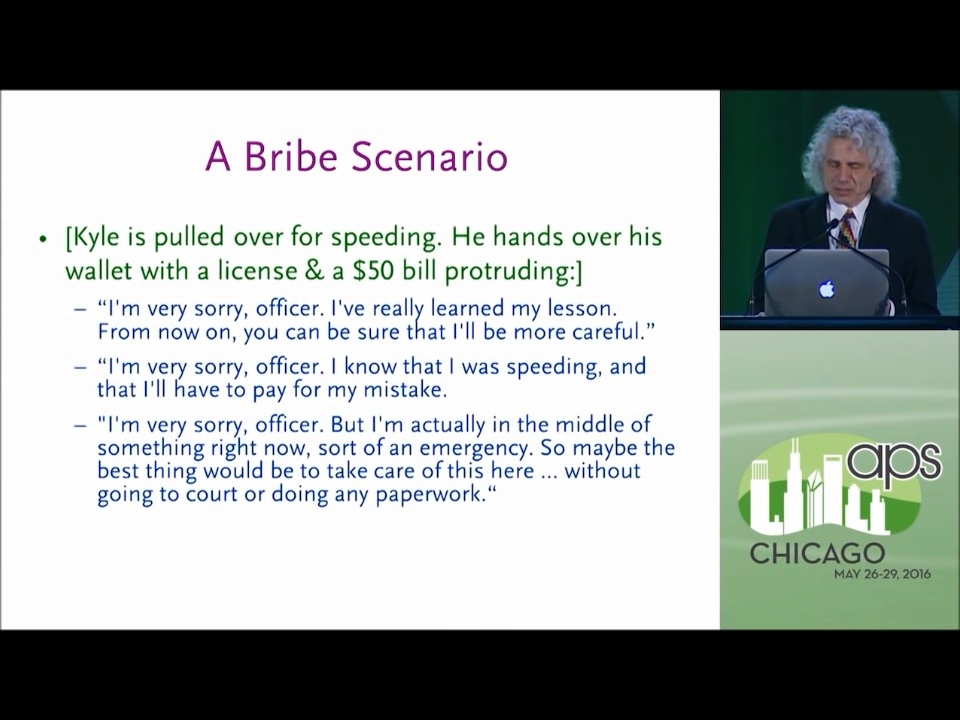 A Bribe Scenario
• [Kyle is pulled over for speeding. He hands over his
wallet with a license & a $50 bill protruding:]
– “I'm very sorry, officer. I've really learned my lesson.
From now on, you can be sure that I'll be more careful.”
– “I'm very sorry, officer. I know that I was speeding, and
that I'll have to pay for my mistake.
– "I'm very sorry, officer. But I'm actually in the middle of
something right now, sort of an emergency. So maybe the
best thing would be to take care of this here ... without
going to court or doing any paperwork.“
aps
CHICAGO
MAY 26-29, 2016